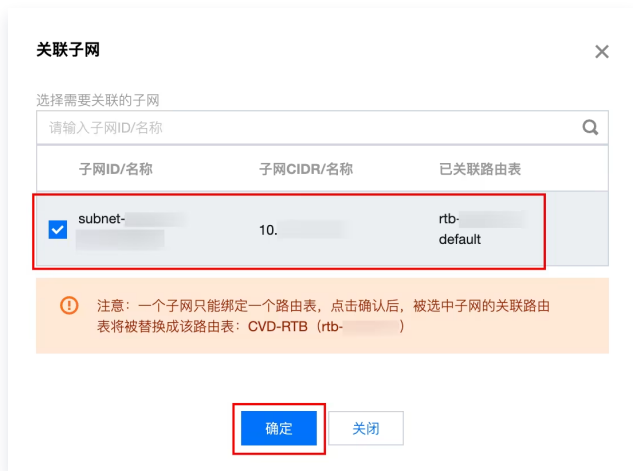 关联子网
选择需要关联的子网
请输入子网ID/名称
子网ID/名称 子网CIDR/名称 已关联路由表
subnet-
10.
rtb-
default
注意：一个子网只能绑定一个路由表，点击确认后，被选中子网的关联路由
表将被替换成该路由表：CVD-RTB（rtb- ）
确定 关闭